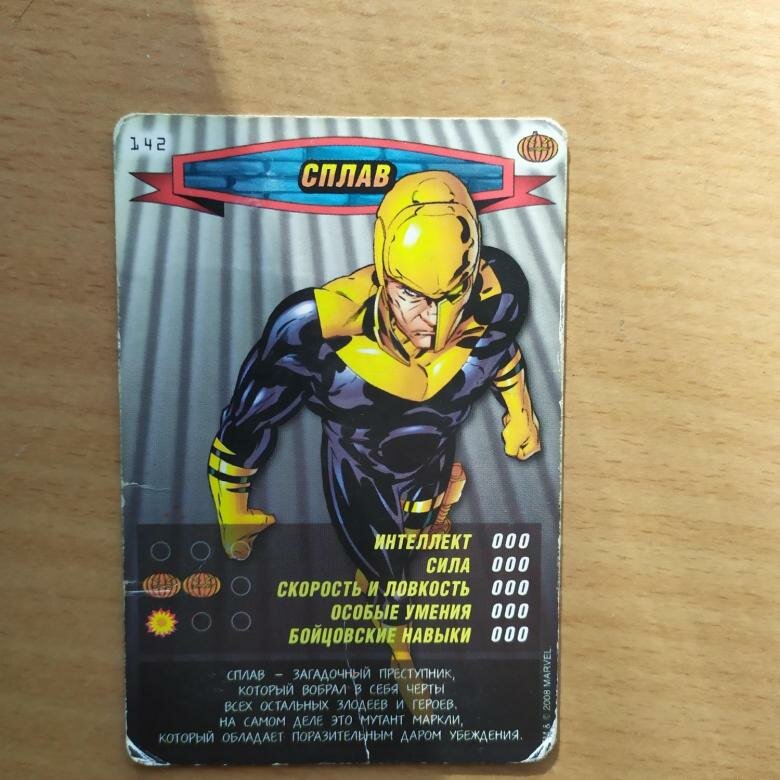 142
СПЛАВ
ИНТЕЛЛЕКТ 000
СИЛА 000
СКОРОСТЬ И ЛОВКОСТЬ 000
ОСОБЫЕ УМЕНИЯ 000
БОЙЦОВСКИЕ НАВЫКИ 000
СПЛАВ – ЗАГАДОЧНЫЙ ПРЕСТУПНИК,
КОТОРЫЙ ВОБРАЛ В СЕБЯ ЧЕРТЫ
ВСЕХ ОСТАЛЬНЫХ ЗЛОДЕЕВ И ГЕРОЕВ.
НА САМОМ ДЕЛЕ ЭТО МУТАНТ МАРКЛИ,
КОТОРЫЙ ОБЛАДАЕТ ПОРАЗИТЕЛЬНЫМ ДАРОМ УБЕЖДЕНИЯ.
& © 2008 MARVEL